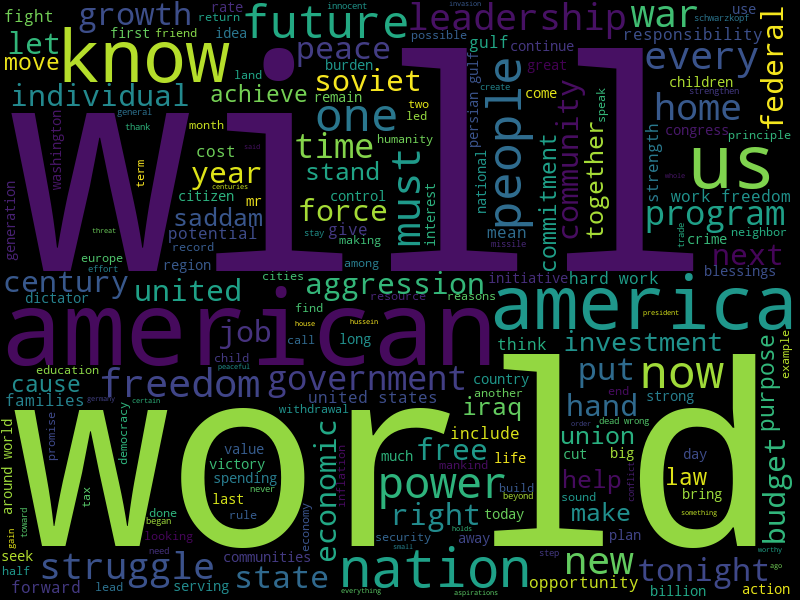 fight growth return rate innocent future leadership invasion war use schwarzkopf
let first friend idea possible gulf continue responsibility every
move know peace burden soviet great federal
individual land achieve remain one two led come children strengthen home
general washington thank month cost time humanity persian gulf create people community speak together strength congress principle us
term year citizen mr stand must interest national commitment work freedom program
generation saddam centuries force control give mean missile trade crime neighbor
said potential record stay making while next
will
threat region among
europe effort cities aggression initiative hard work blessings
century dictator united resource reasons
american find house hussein america president
job call long think investment example
education child peaceful country put now purpose
cause freedom government another end strong
families germany certain united states iraq hand order dead wrong
world
around world promise democracy withdrawal economic inflation include union budget
value victory much free mankind life cut big day
tax spending never power help law bring
last build beyond sound conflict something
done began rule economy right today make
gain toward looking holds security away plan
seek need communities small nation step new tonight worthy ago
half struggle state opportunity billion
forward lead serving everything aspirations action